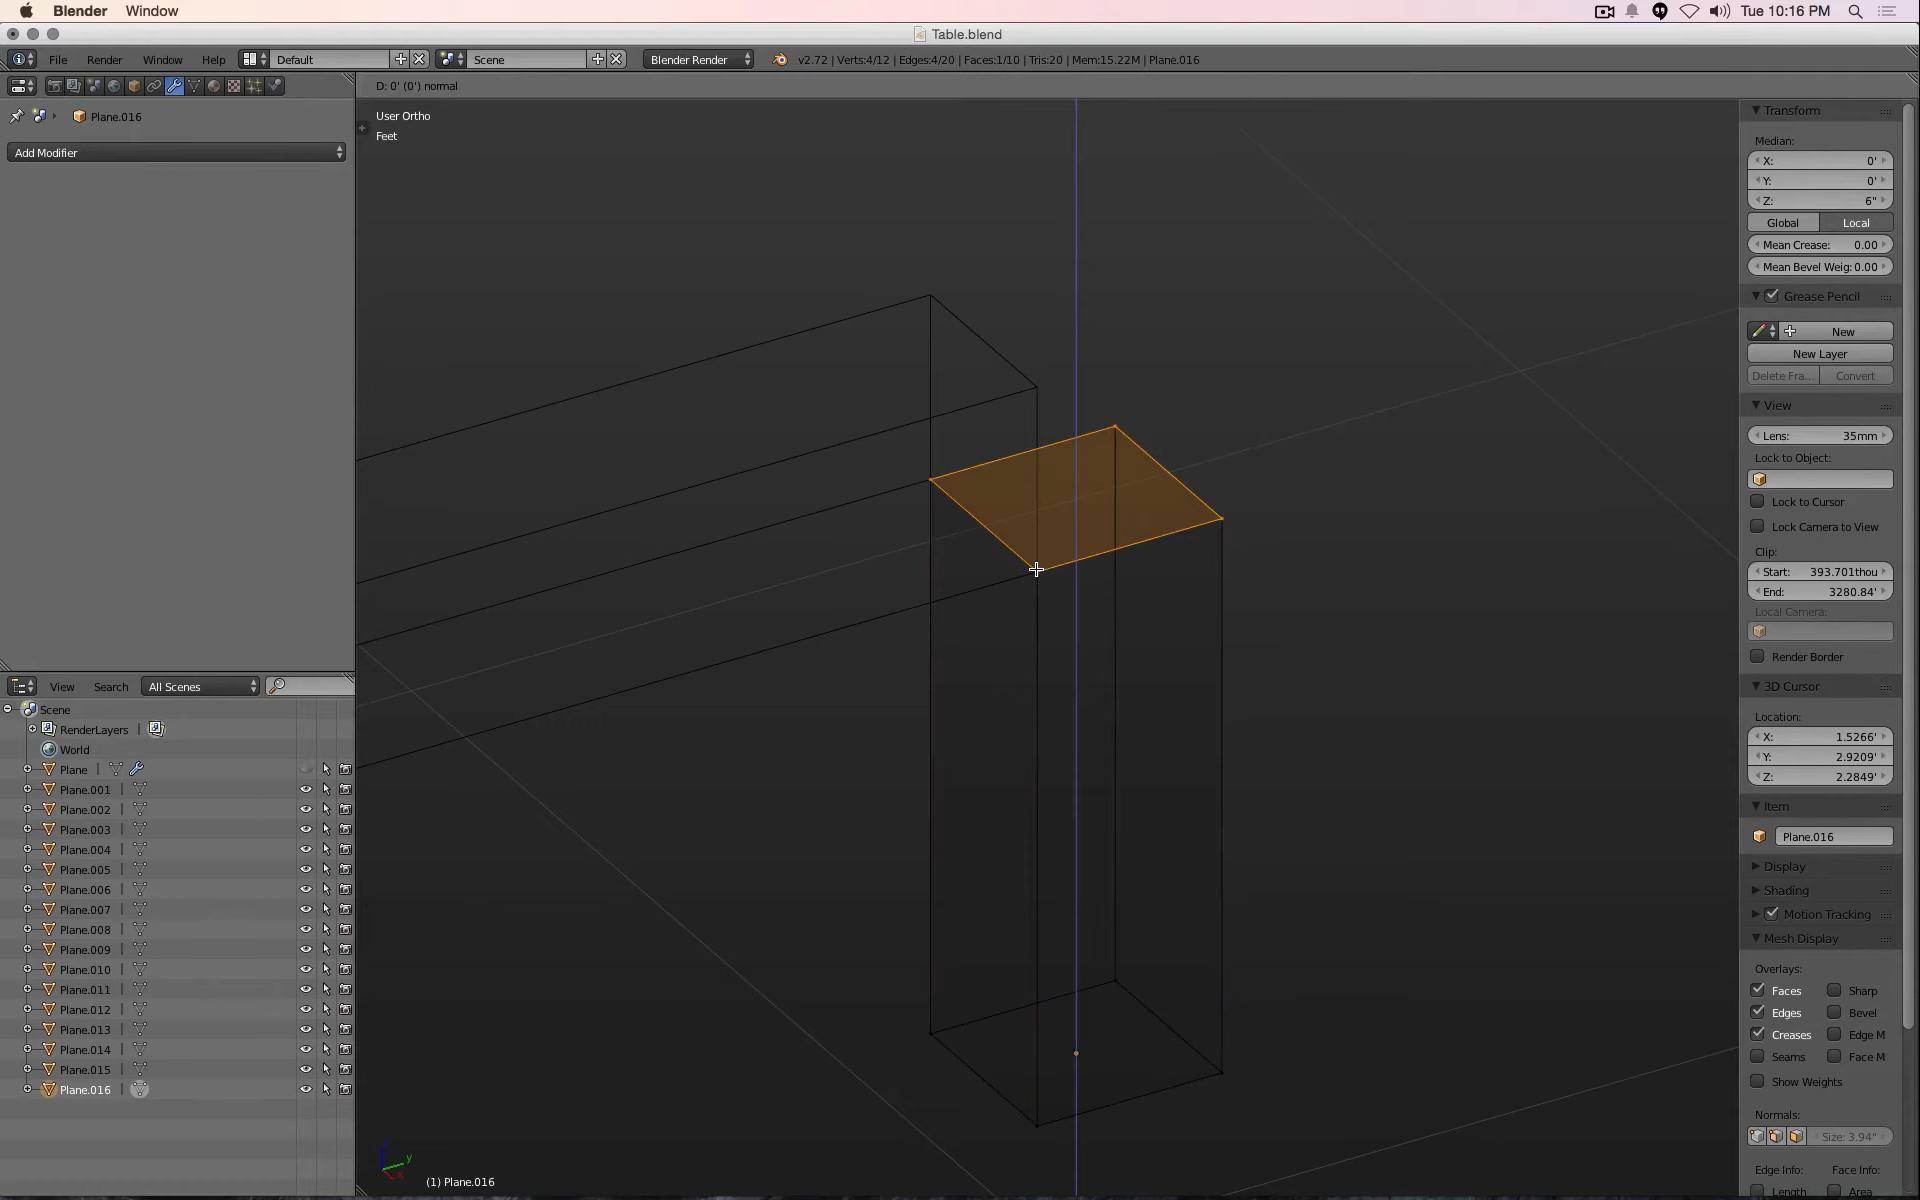 Blender Window Tue 10:16 PM
Table.blend
File Render Window Help Default Scene Blender Render v2.72 | Verts:4/12 | Edges:4/20 | Faces:1/10 | Tris:20 | Mem:15.22M | Plane.016
D: 0' (0') normal
Plane.016
Add Modifier
User Ortho
Feet
(1) Plane.016
Transform
Median:
X: 0'
Y: 0'
Z: 6"
Global Local
Mean Crease: 0.00
Mean Bevel Weig: 0.00
Grease Pencil
New
New Layer
Delete Fra... Convert
View
Lens: 35mm
Lock to Object:
Lock to Cursor
Lock Camera to View
Clip:
Start: 393.701thou
End: 3280.84'
Local Camera:
Render Border
3D Cursor
Location:
X: 1.5266'
Y: 2.9209'
Z: 2.2849'
Item
Plane.016
Display
Shading
Motion Tracking
Mesh Display
Overlays:
Faces Sharp
Edges Bevel
Creases Edge M
Seams Face M
Show Weights
Normals:
Size: 3.94"
Edge Info: Face Info:
Length Area
View Search All Scenes
Scene
RenderLayers |
World
Plane |
Plane.001 |
Plane.002 |
Plane.003 |
Plane.004 |
Plane.005 |
Plane.006 |
Plane.007 |
Plane.008 |
Plane.009 |
Plane.010 |
Plane.011 |
Plane.012 |
Plane.013 |
Plane.014 |
Plane.015 |
Plane.016 |